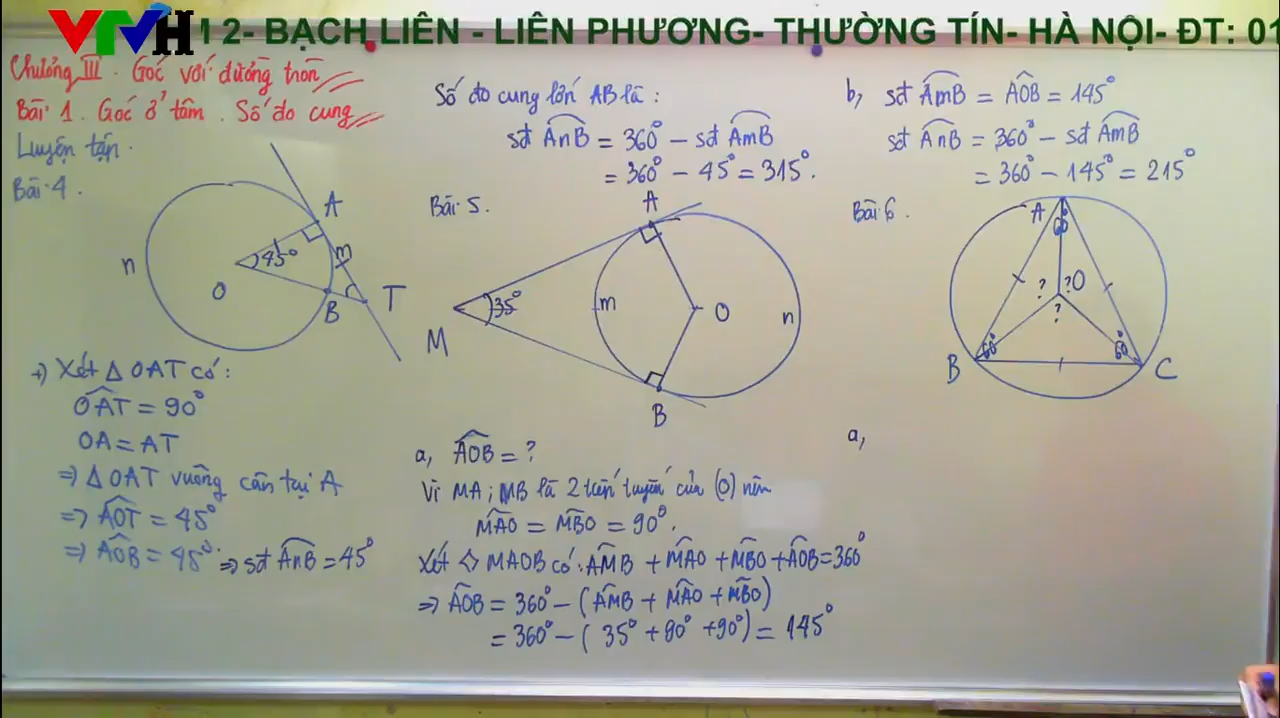 VTVH
M 2- BẠCH LIÊN - LIÊN PHƯƠNG- THƯỜNG TÍN- HÀ NỘI- ĐT: 01
Chương III. Góc với đường tròn
Bài 1. Góc ở tâm. Số đo cung
Luyện tập.
Bài 4.
A
45°
m
n
O
B
T
+) Xét Δ OAT có:
OAT = 90°
OA = AT
=> Δ OAT vuông cân tại A
=> AOT = 45°
=> AOB = 45° => sđ AnB = 45°
Số đo cung lớn AB là:
sđ AnB = 360° - sđ AmB
= 360° - 45° = 315°.
Bài 5.
A
M
35°
m
O
n
B
a, AOB = ?
Vì MA; MB là 2 tiếp tuyến của (O) nên
MAO = MBO = 90°.
Xét ◇ MAOB có: AMB + MAO + MBO + AOB = 360°
=> AOB = 360° - (AMB + MAO + MBO)
= 360° - (35° + 90° + 90°) = 145°
b, sđ AmB = AOB = 145°
sđ AnB = 360° - sđ AmB
= 360° - 145° = 215°
Bài 6.
A
60°
? ? O
?
B 60°
60° C
a,